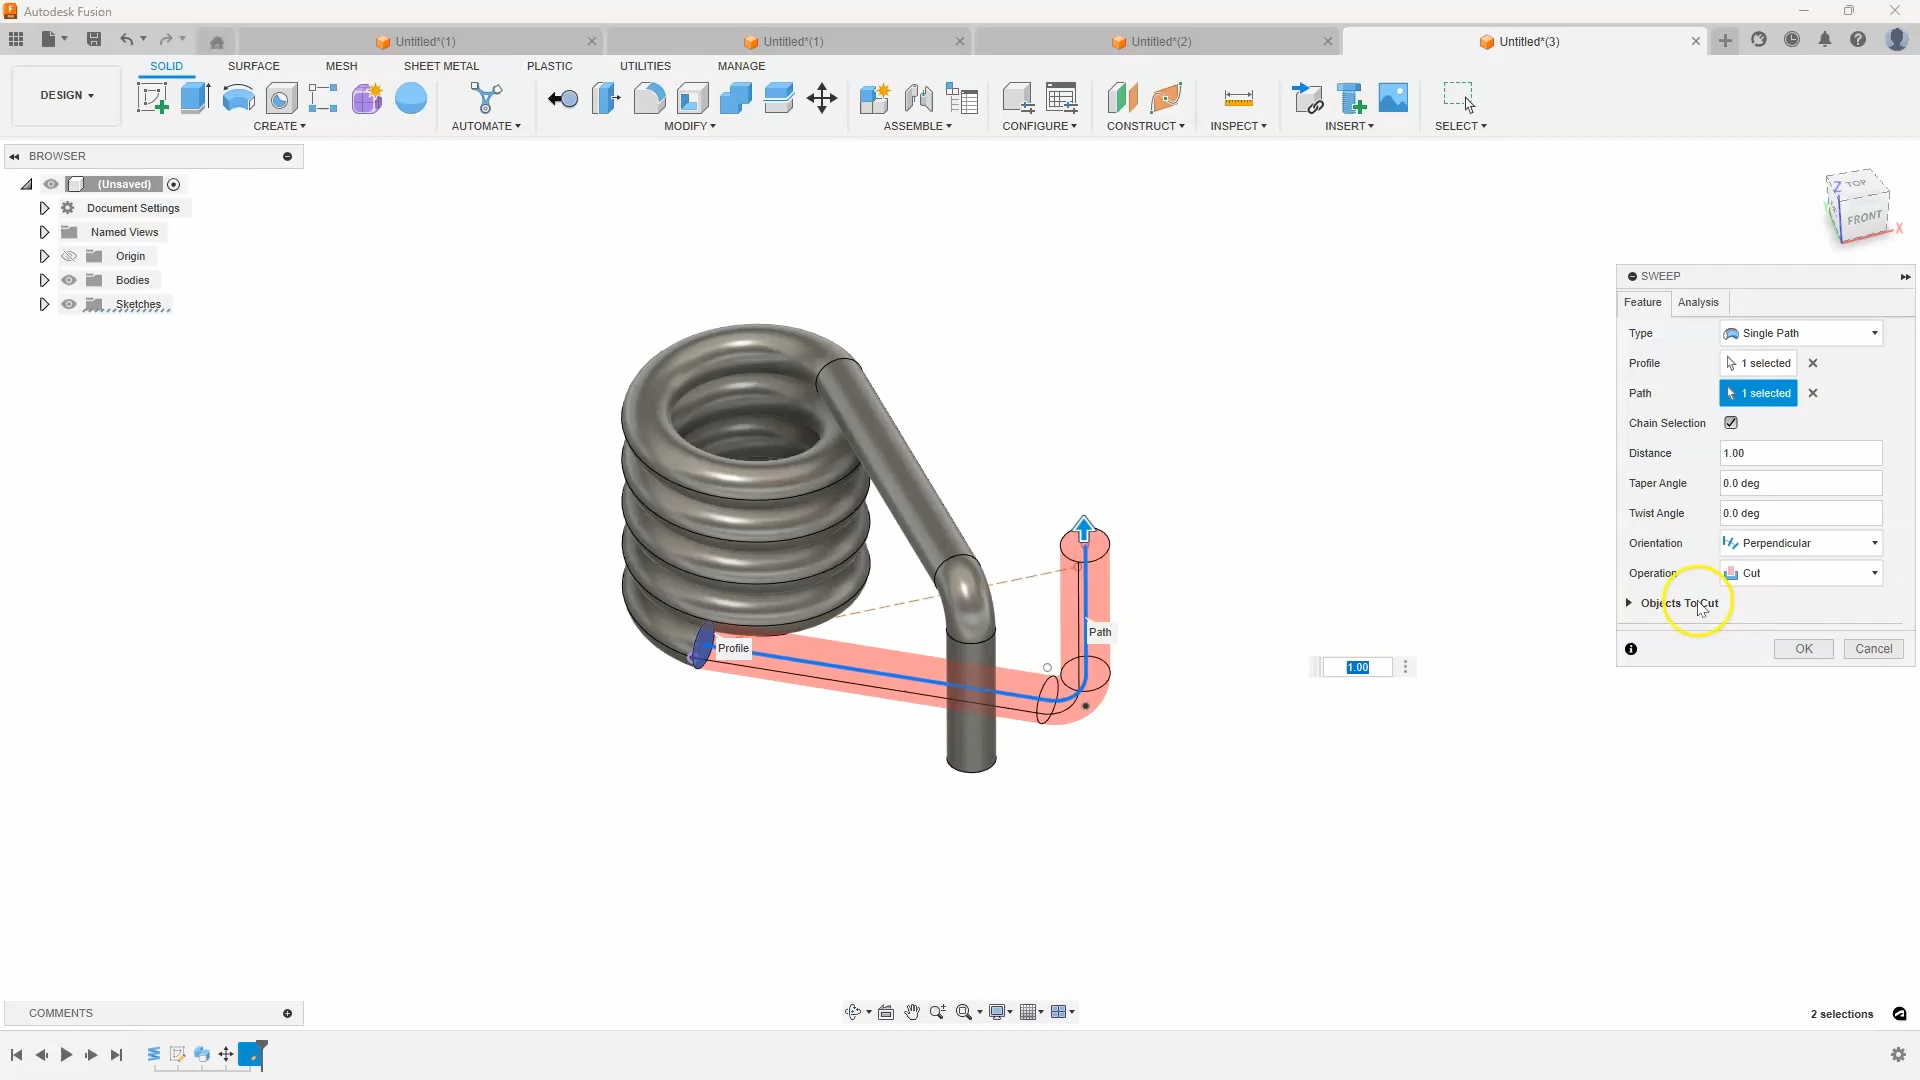 Autodesk Fusion
Untitled*(1)
Untitled*(1)
Untitled*(2)
Untitled*(3)
DESIGN
SOLID SURFACE MESH SHEET METAL PLASTIC UTILITIES MANAGE
CREATE AUTOMATE MODIFY ASSEMBLE CONFIGURE CONSTRUCT INSPECT INSERT SELECT
BROWSER
(Unsaved)
Document Settings
Named Views
Origin
Bodies
Sketches
TOP
FRONT
Z
X
SWEEP
Feature Analysis
Type Single Path
Profile 1 selected
Path 1 selected
Chain Selection
Distance 1.00
Taper Angle 0.0 deg
Twist Angle 0.0 deg
Orientation Perpendicular
Operation Cut
Objects To Cut
OK Cancel
Profile
Path
1.00
COMMENTS
2 selections